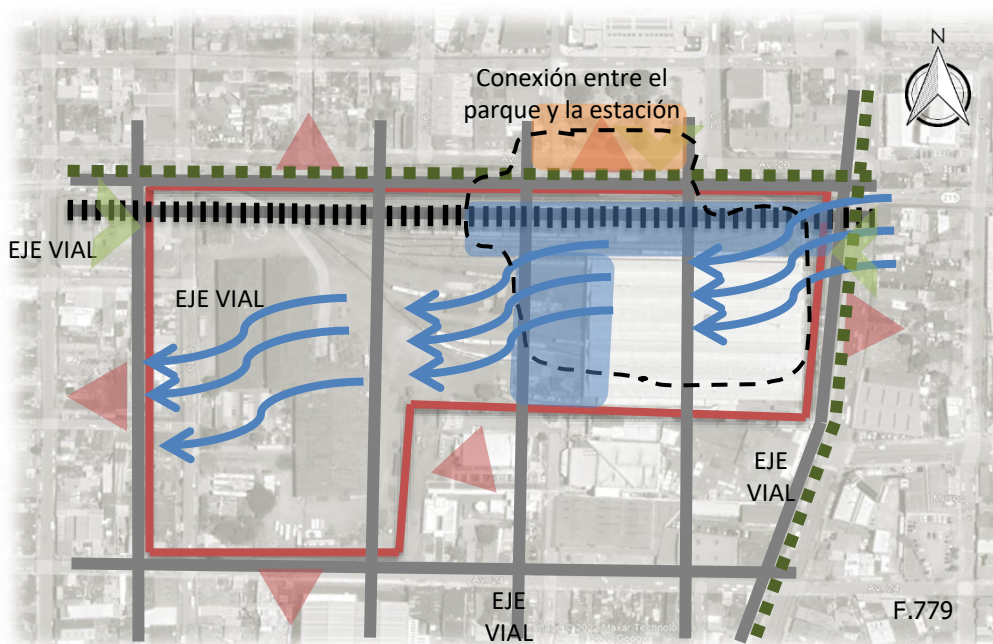 N
Conexión entre el
parque y la estación
EJE VIAL
EJE VIAL
EJE
VIAL
EJE
VIAL
F.779